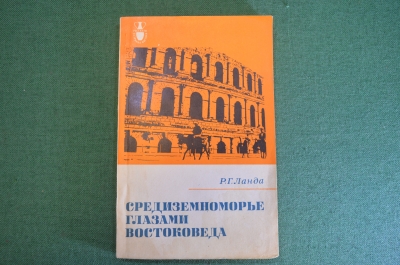 Р.Г.Ланда
СРЕДИЗЕМНОМОРЬЕ
ГЛАЗАМИ
ВОСТОКОВЕДА